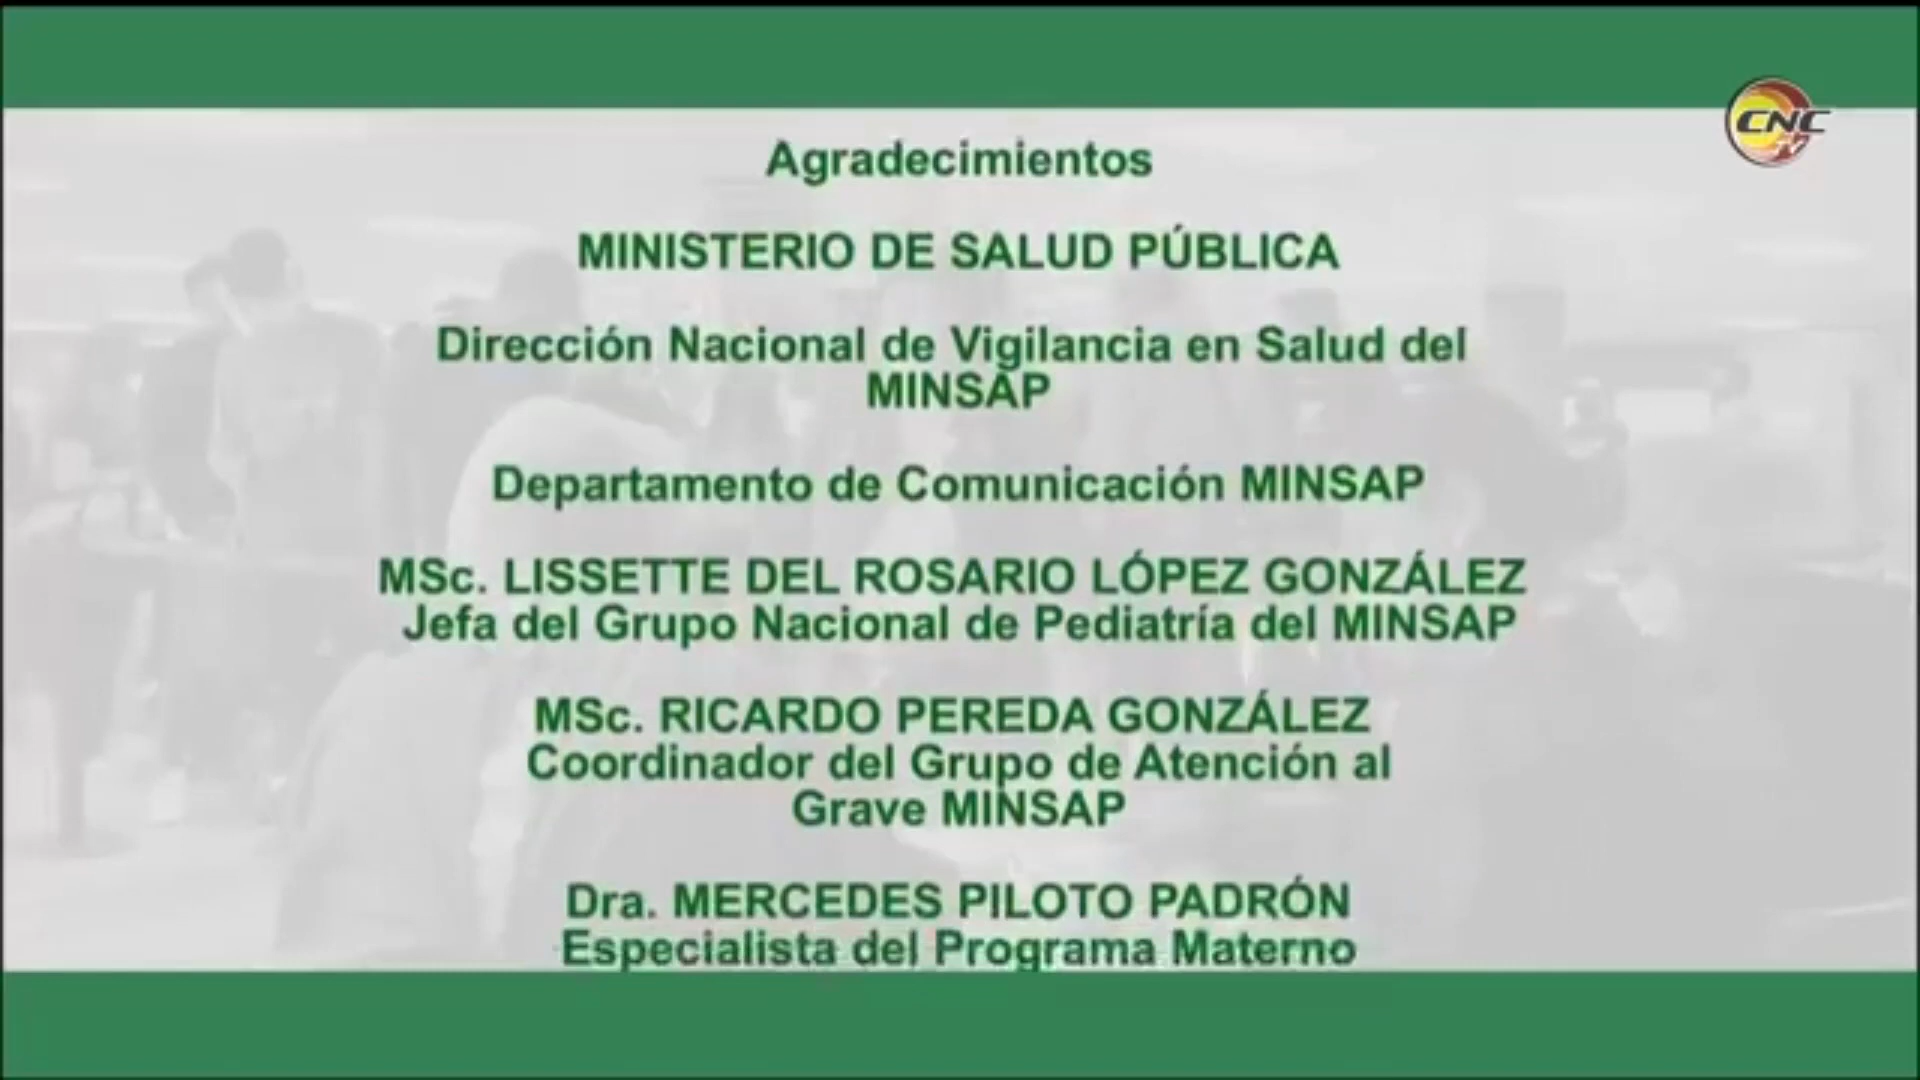 CNC
TV
Agradecimientos
MINISTERIO DE SALUD PÚBLICA
Dirección Nacional de Vigilancia en Salud del
MINSAP
Departamento de Comunicación MINSAP
MSc. LISSETTE DEL ROSARIO LÓPEZ GONZÁLEZ
Jefa del Grupo Nacional de Pediatría del MINSAP
MSc. RICARDO PEREDA GONZÁLEZ
Coordinador del Grupo de Atención al
Grave MINSAP
Dra. MERCEDES PILOTO PADRÓN
Especialista del Programa Materno